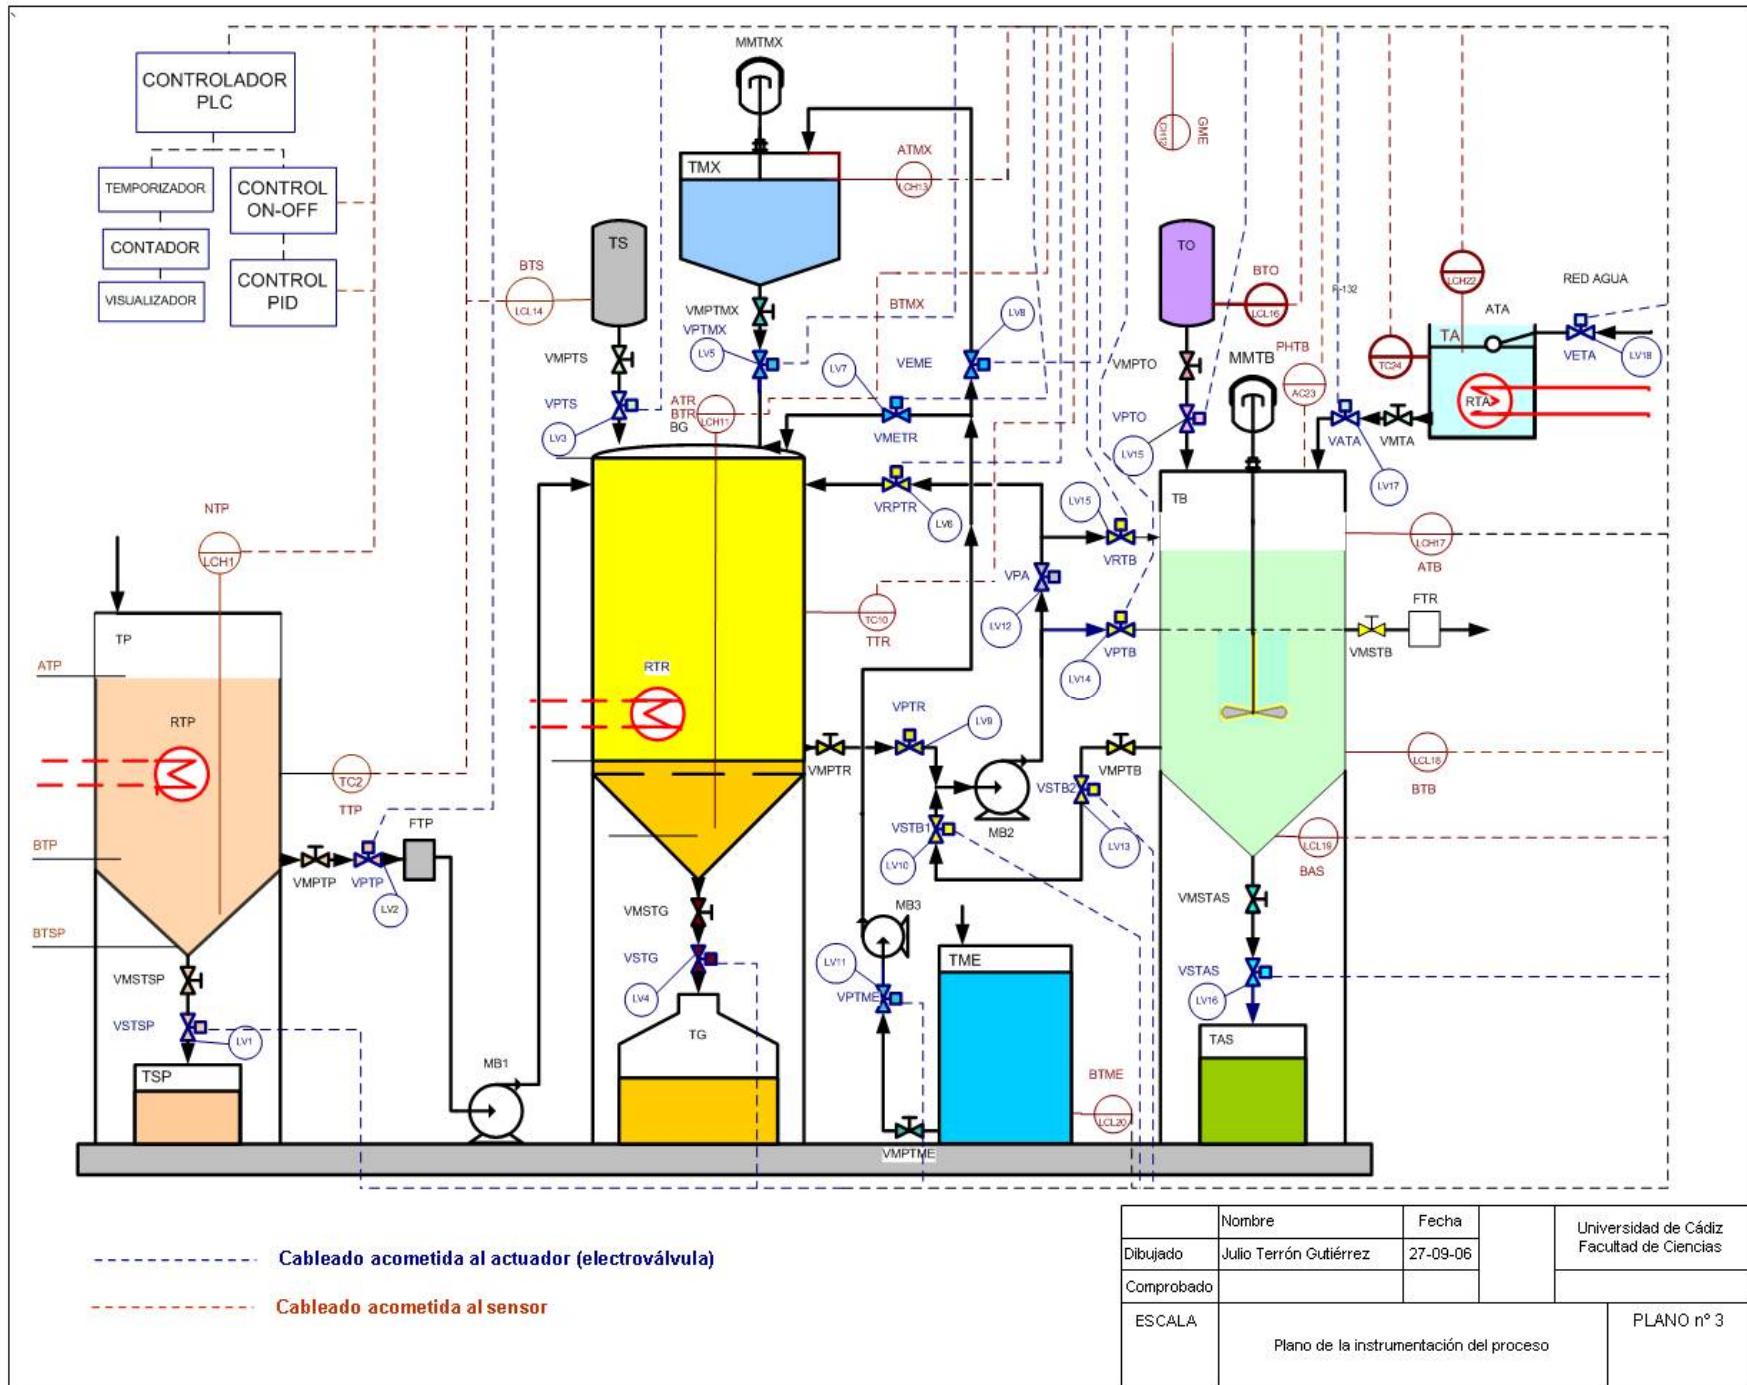 CONTROLADOR
PLC
TEMPORIZADOR
CONTROL
ON-OFF
CONTADOR
CONTROL
PID
VISUALIZADOR
MMTMX
TMX
ATMX
LCH13
GME
LCH12
TS
BTS
LCL14
VMPTS
VPTS
LV3
VMPTMX
VPTMX
LV5
BTMX
LV8
VEME
LV7
VMETR
ATR
BTR
BG
LCH11
VRPTR
LV6
TO
BTO
LCL16
VMPTO
VPTO
LV15
MMTB
PHTB
AC23
R-132
LCH22
RED AGUA
ATA
TA
TC24
RTA
VETA
LV18
VATA
VMTA
LV17
NTP
LCH1
TP
ATP
RTP
TC2
TTP
BTP
BTSP
VMPTP
VPTP
LV2
FTP
VMSTSP
VSTSP
LV1
TSP
MB1
RTR
TC10
TTR
VMPTR
VPTR
LV9
VMSTG
VSTG
LV4
TG
LV15
VRTB
VPA
LV12
VPTB
LV14
TB
LCH17
ATB
FTR
VMSTB
VMPTB
VSTB2
LV13
MB2
VSTB1
LV10
MB3
LV11
VPTME
VMPTME
TME
BTME
LCL20
LCL18
BTB
LCL19
BAS
VMSTAS
VSTAS
LV16
TAS
Cableado acometida al actuador (electroválvula)
Cableado acometida al sensor
Nombre
Fecha
Universidad de Cádiz
Facultad de Ciencias
Dibujado
Julio Terrón Gutiérrez
27-09-06
Comprobado
ESCALA
Plano de la instrumentación del proceso
PLANO nº 3